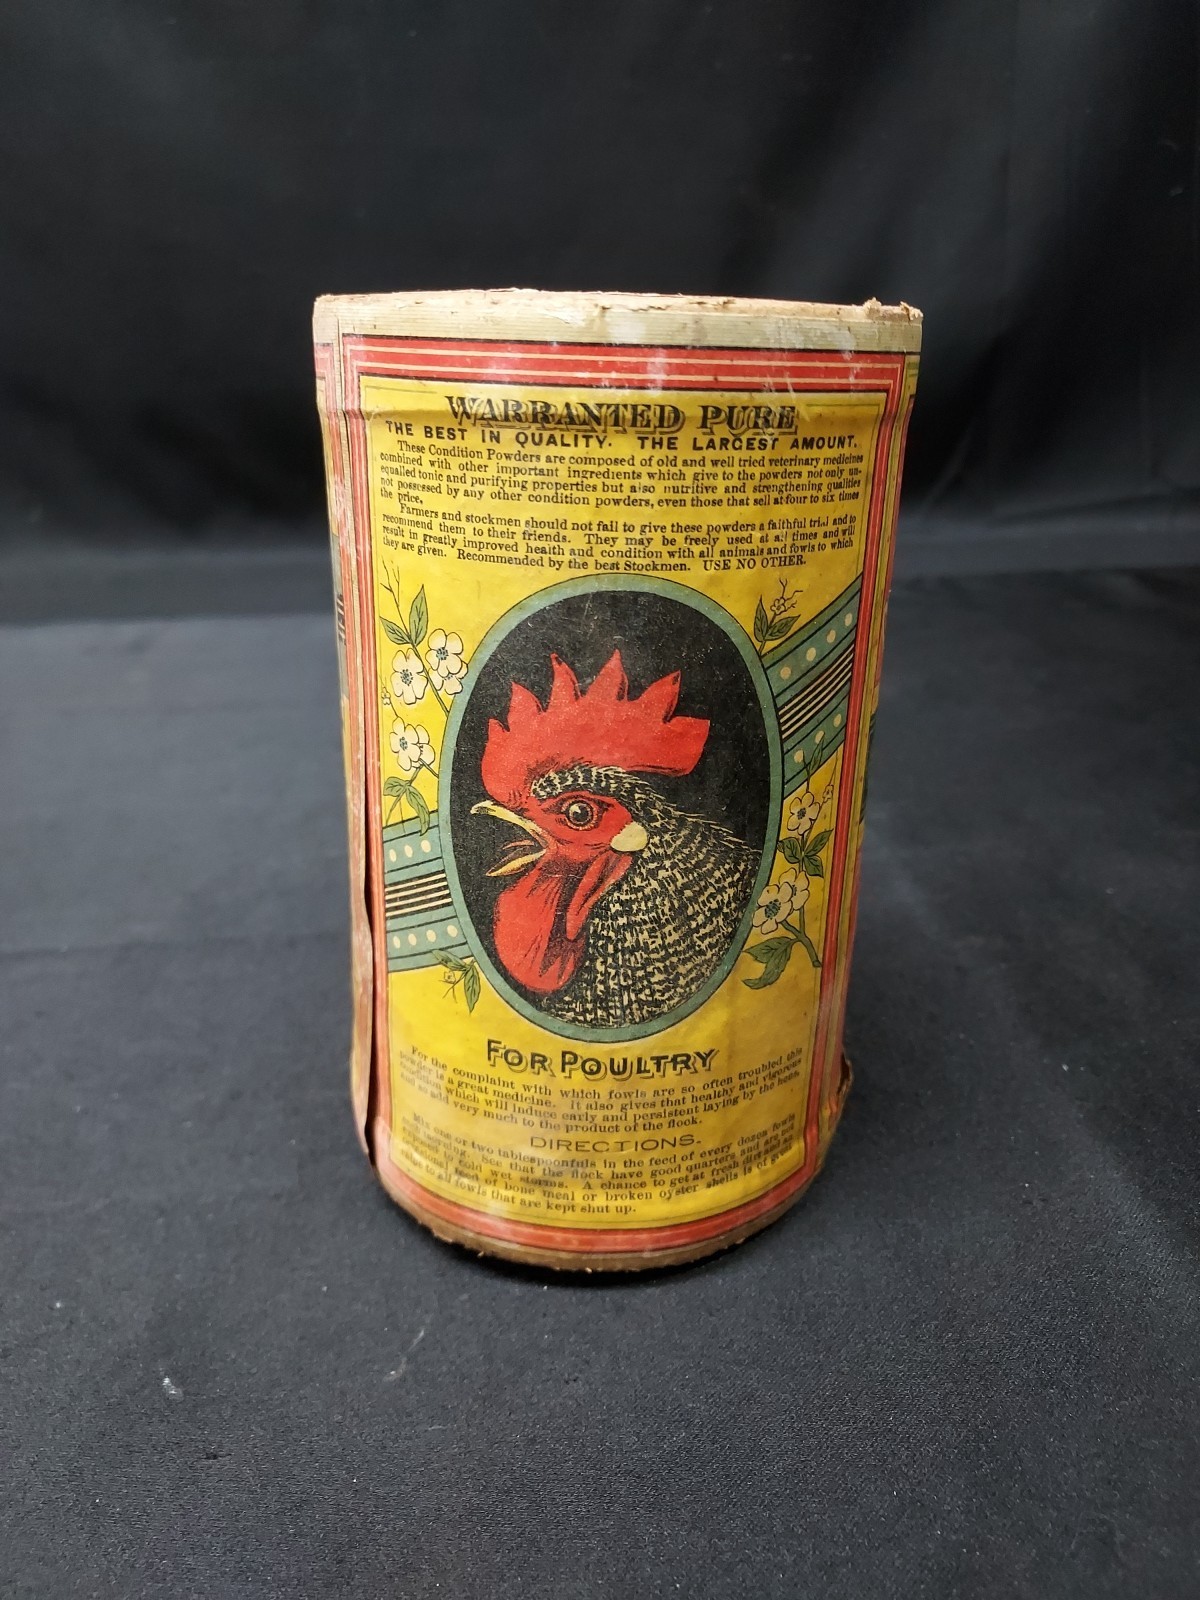 WARRANTED PURE
THE BEST IN QUALITY. THE LARGEST AMOUNT.
These Condition Powders are composed of old and well tried veterinary medicines
combined with other important ingredients which give to the powders not only un-
equalled tonic and purifying properties but also nutritive and strengthening qualities
not possessed by any other condition powders, even those that sell at four to six times
the price.
Farmers and stockmen should not fail to give these powders a faithful trial and to
recommend them to their friends. They may be freely used at all times and will
result in greatly improved health and condition with all animals and fowls to which
they are given. Recommended by the best Stockmen. USE NO OTHER.
FOR POULTRY
For the complaint with which fowls are so often troubled this
powder is a great medicine. It also gives that healthy and vigorous
condition which will induce early and persistent laying by the hens,
and add very much to the product of the flock.
DIRECTIONS.
Mix one or two tablespoonfuls in the feed of every dozen fowls
each morning. See that the flock have good quarters and are not
exposed to cold wet storms. A chance to get at fresh dirt and an
occasional feed of bone meal or broken oyster shells is of great
value to all fowls that are kept shut up.